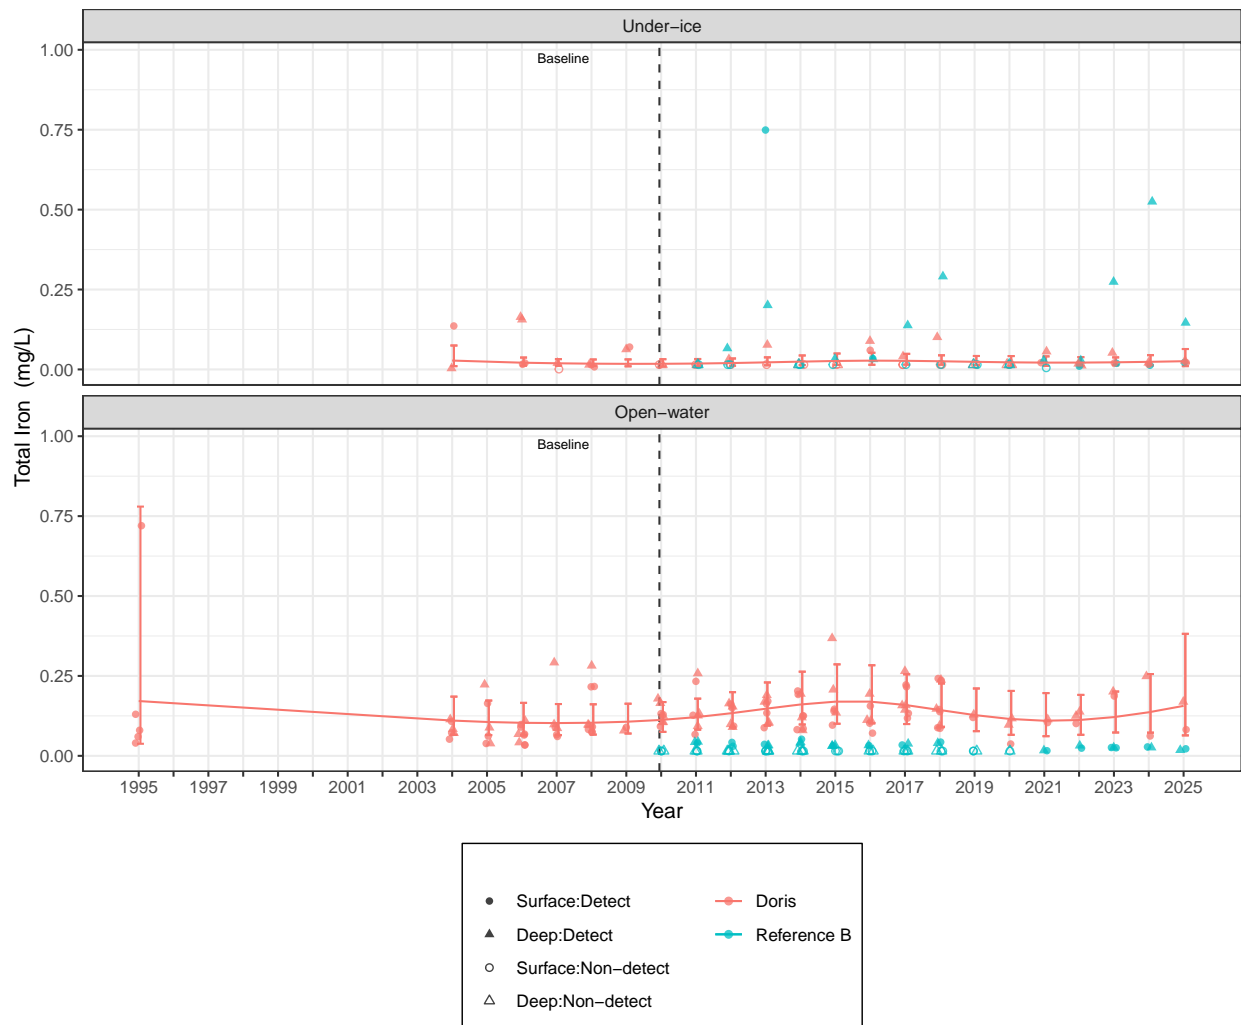 Under−ice
Baseline
1.00
0.75
0.50
0.25
0.00
Open−water
Baseline
1.00
0.75
0.50
0.25
0.00
Total Iron (mg/L)
1995 1997 1999 2001 2003 2005 2007 2009 2011 2013 2015 2017 2019 2021 2023 2025
Year
Surface:Detect
Deep:Detect
Surface:Non−detect
Deep:Non−detect
Doris
Reference B